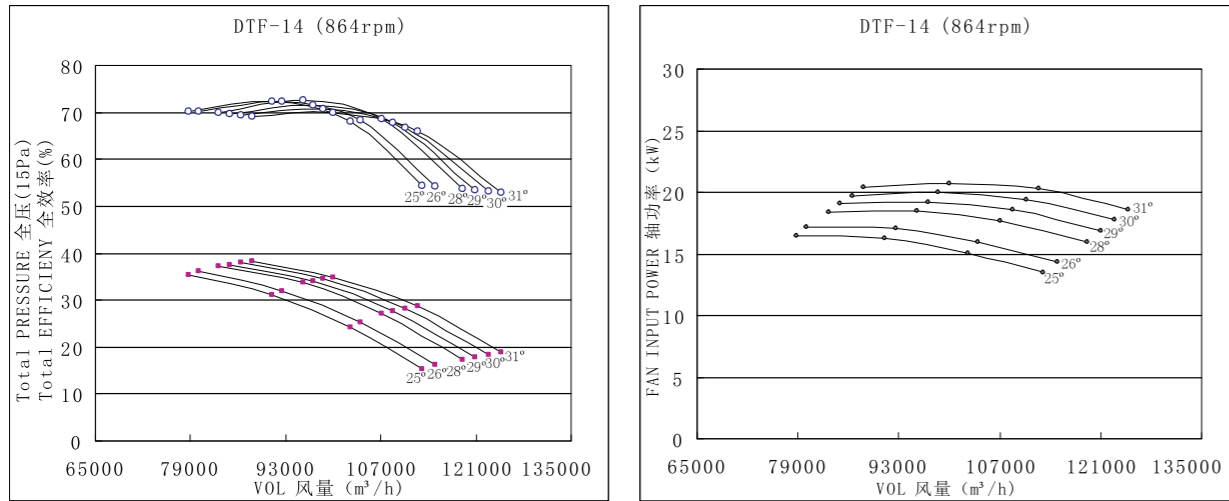 DTF-14 (864rpm)
Total PRESSURE 全压(15Pa)
Total EFFICIENY 全效率(%)
80
70
60
50
40
30
20
10
0
25° 26° 28° 29° 30° 31°
25° 26° 28° 29° 30° 31°
65000 79000 93000 107000 121000 135000
VOL 风量 (m³/h)
DTF-14 (864rpm)
FAN INPUT POWER 轴功率 (kW)
30
25
20
15
10
5
0
31°
30°
29°
28°
26°
25°
65000 79000 93000 107000 121000 135000
VOL 风量 (m³/h)